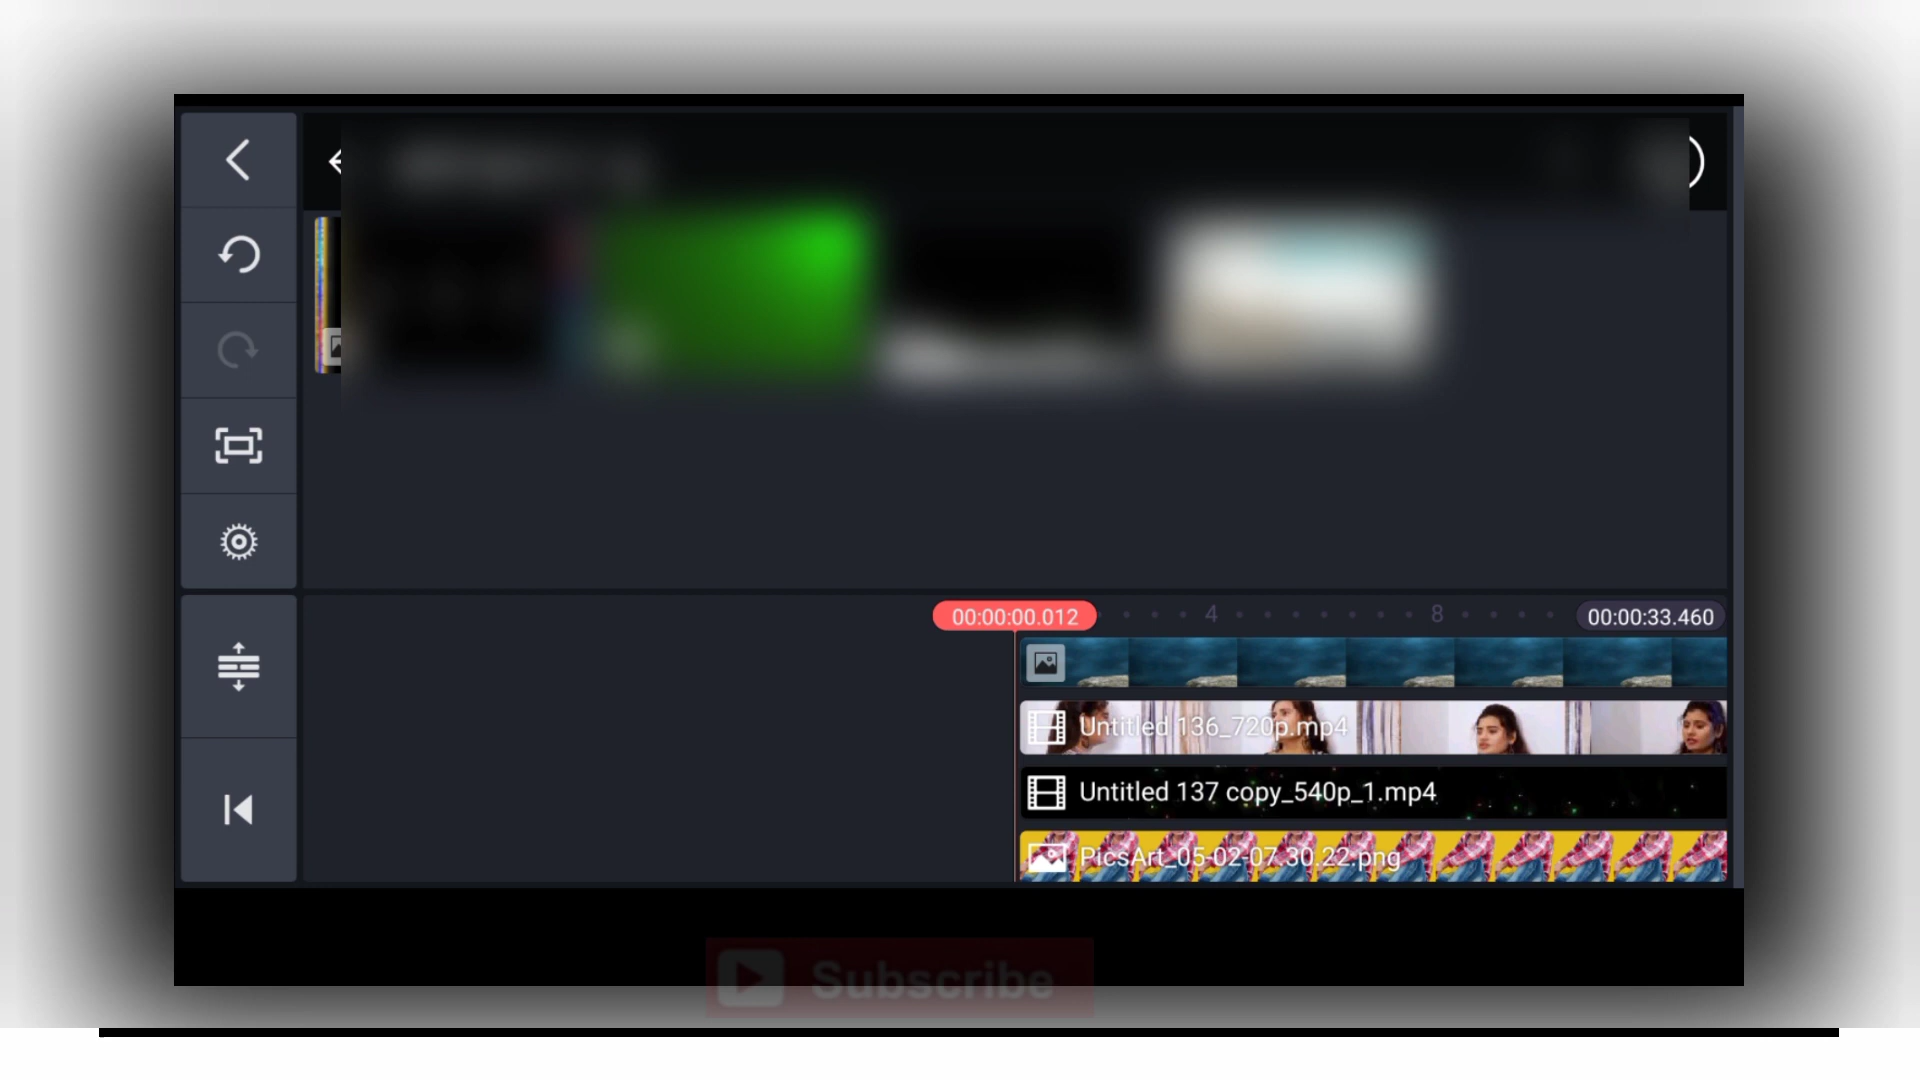 00:00:00.012
4
8
00:00:33.460
Untitled 136_720p.mp4
Untitled 137 copy_540p_1.mp4
PicsArt_05-02-07.30.22.png
Subscribe